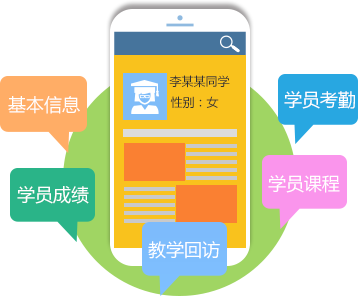 李某某同学
性别：女
基本信息
学员考勤
学员成绩
学员课程
教学回访